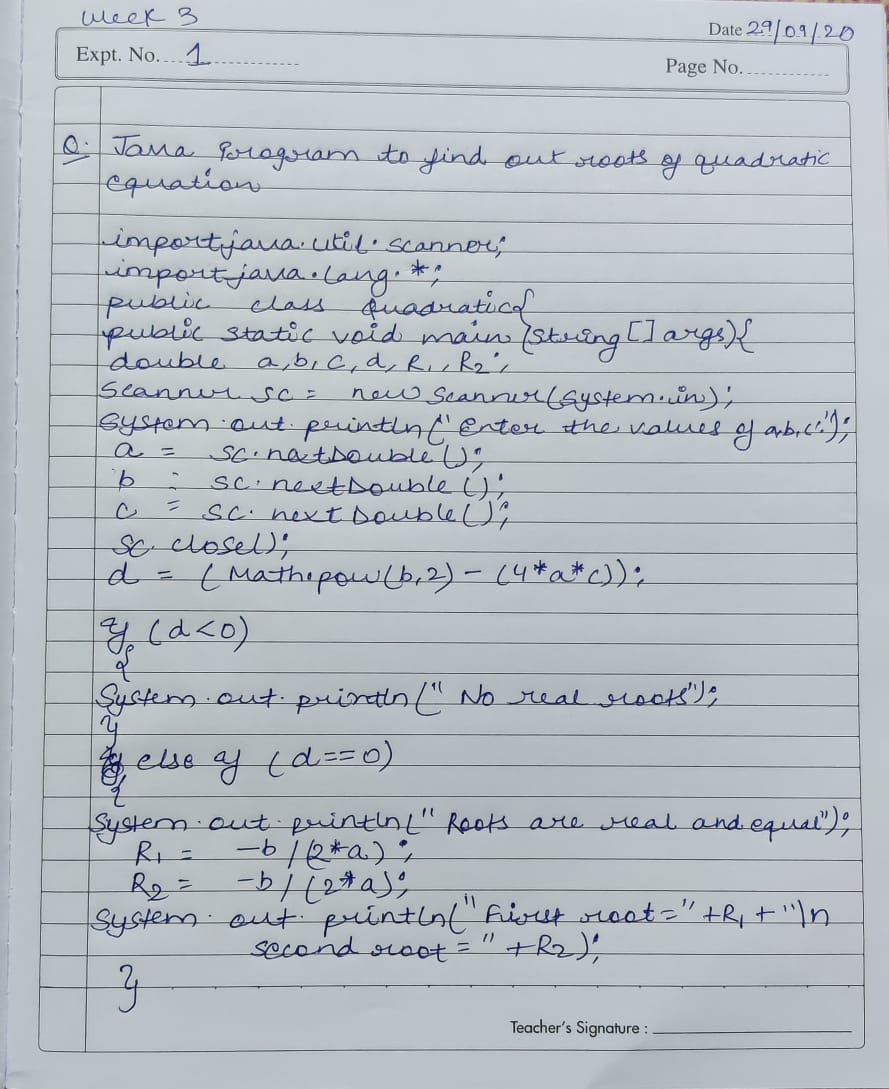 Week 3
Date 29/09/20
Expt. No. 1
Page No.
Q. Java Program to find out roots of quadratic
equation
import java.util.scanner;
import java.lang.*;
public class Quadratic{
public static void main (String [] args){
double a,b,c,d,R1,R2;
Scanner sc = new Scanner(System.in);
System.out.println("Enter the values of a,b,c:");
a = sc.nextDouble();
b = sc.nextDouble();
c = sc.nextDouble();
sc.close();
d = (Math.pow(b,2) - (4*a*c));
if (d<0)
{
System.out.println(" No real roots");
}
else if (d==0)
{
System.out.println(" Roots are real and equal");
R1 = -b/(2*a);
R2 = -b/(2*a);
System.out.println("First root=" +R1 + "\n
second root=" +R2);
}
Teacher's Signature :